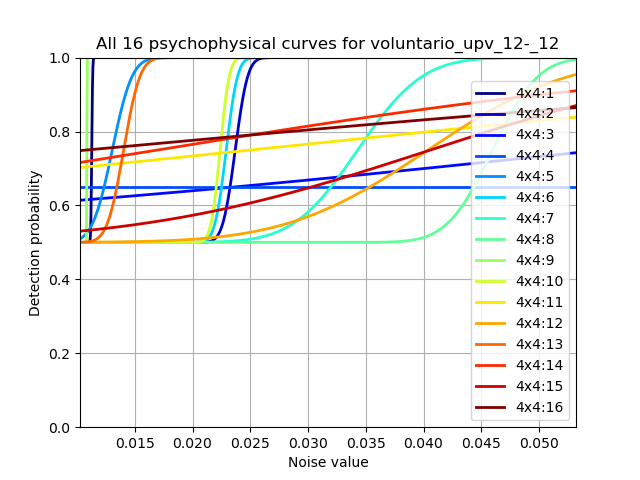 All 16 psychophysical curves for voluntario_upv_12-_12
1.0
0.8
0.6
0.4
0.2
0.0
Detection probability
0.015
0.020
0.025
0.030
0.035
0.040
0.045
0.050
Noise value
4x4:1
4x4:2
4x4:3
4x4:4
4x4:5
4x4:6
4x4:7
4x4:8
4x4:9
4x4:10
4x4:11
4x4:12
4x4:13
4x4:14
4x4:15
4x4:16